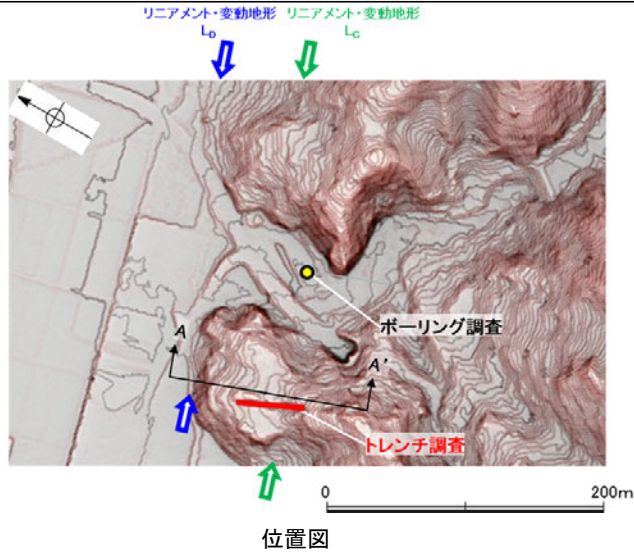 リニアメント・変動地形 リニアメント・変動地形
LD LC
ボーリング調査
A
A'
トレンチ調査
0 200m
位置図